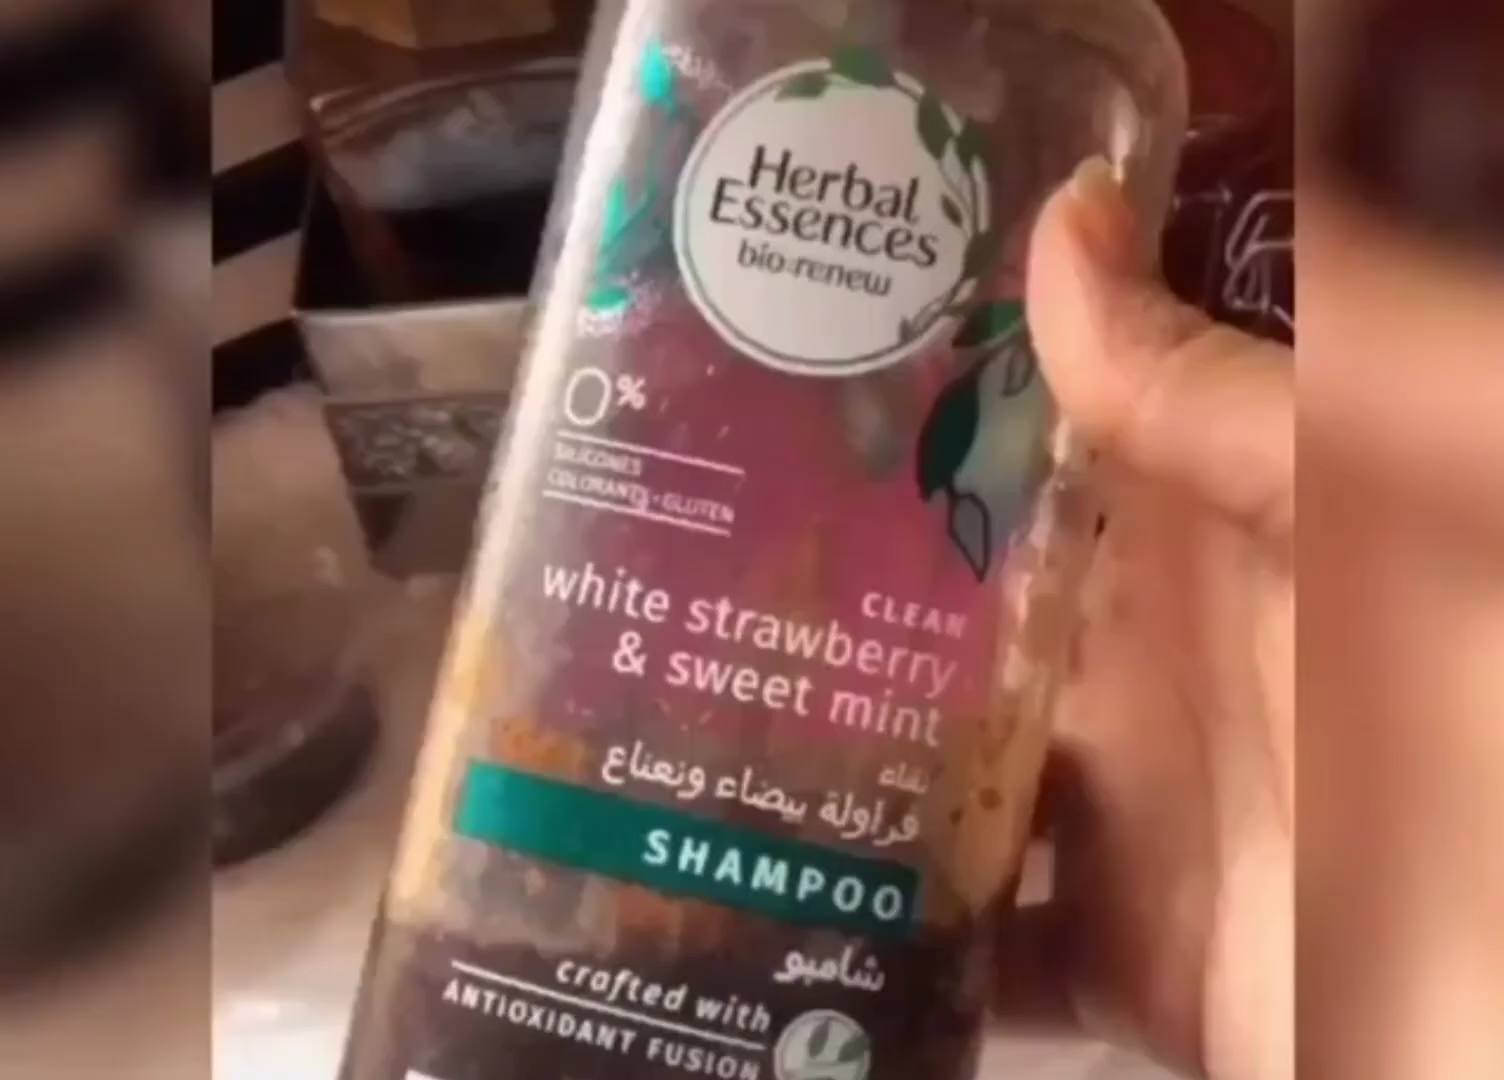 Herbal
Essences
bio:renew
0%
SILICONES
COLORANTS • GLUTEN
CLEAN
white strawberry
& sweet mint
نقاء
فراولة بيضاء ونعناع
SHAMPOO
شامبو
crafted with
ANTIOXIDANT FUSION